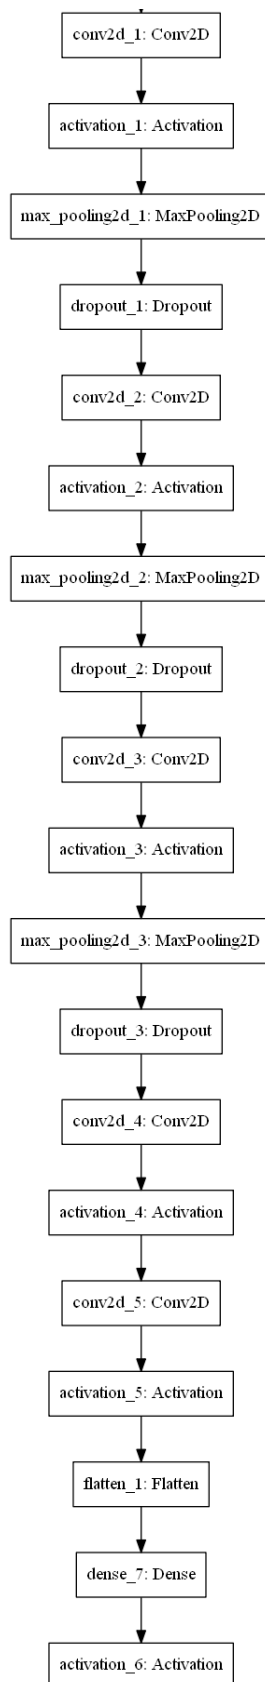 conv2d_1: Conv2D
activation_1: Activation
max_pooling2d_1: MaxPooling2D
dropout_1: Dropout
conv2d_2: Conv2D
activation_2: Activation
max_pooling2d_2: MaxPooling2D
dropout_2: Dropout
conv2d_3: Conv2D
activation_3: Activation
max_pooling2d_3: MaxPooling2D
dropout_3: Dropout
conv2d_4: Conv2D
activation_4: Activation
conv2d_5: Conv2D
activation_5: Activation
flatten_1: Flatten
dense_7: Dense
activation_6: Activation